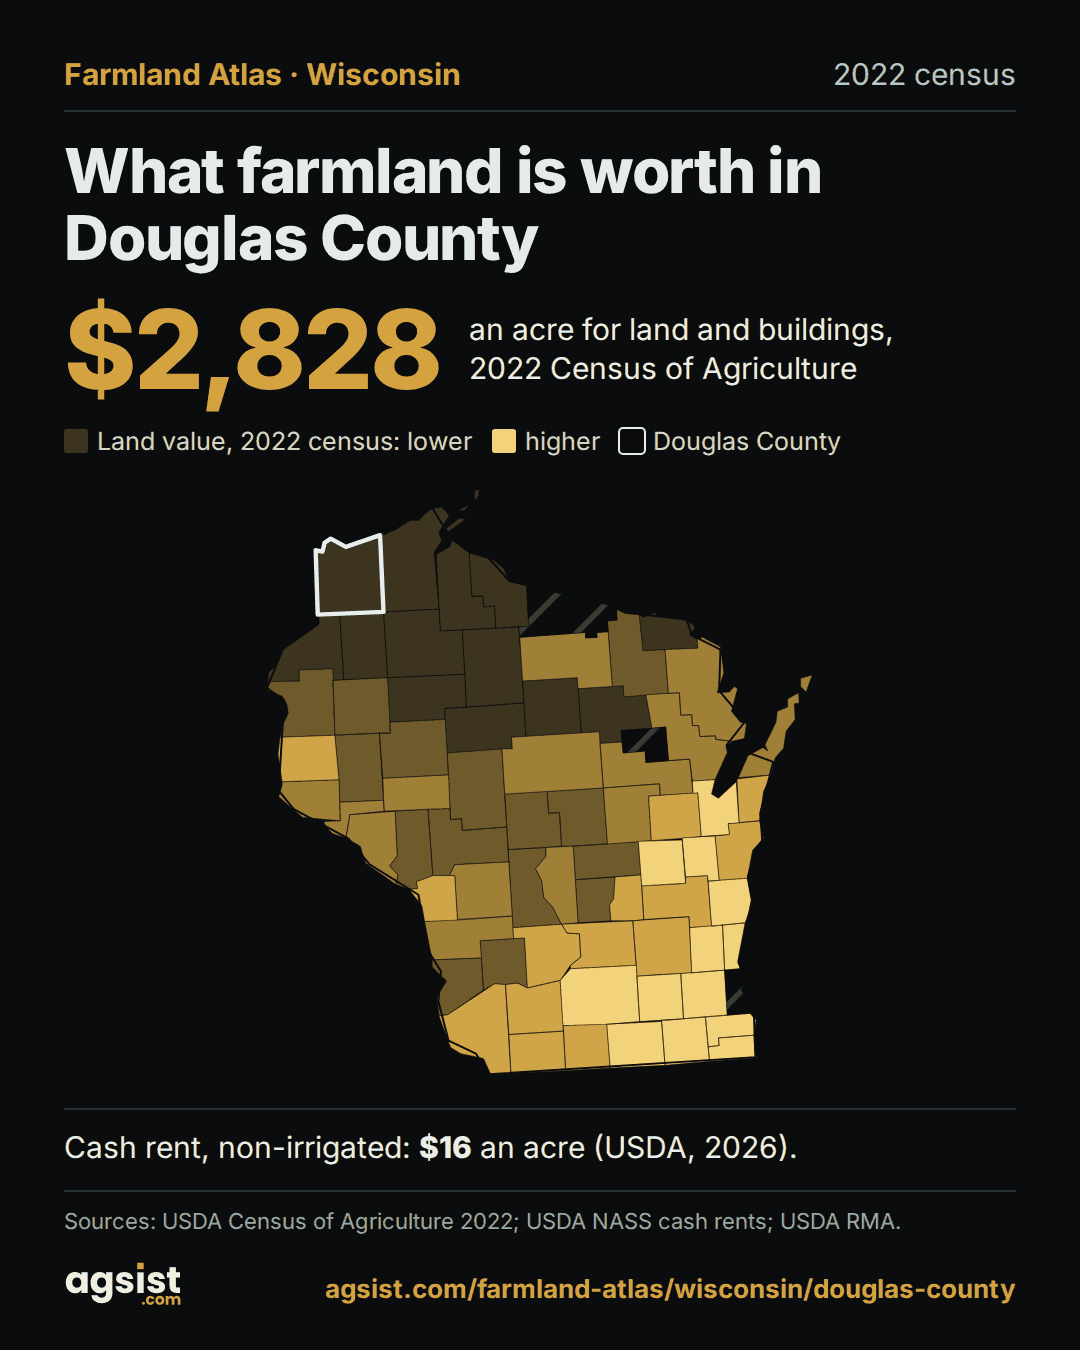 Farmland Atlas · Wisconsin
2022 census
What farmland is worth in
Douglas County
$2,828
an acre for land and buildings,
2022 Census of Agriculture
Land value, 2022 census: lower
higher
Douglas County
Cash rent, non-irrigated: $16 an acre (USDA, 2026).
Sources: USDA Census of Agriculture 2022; USDA NASS cash rents; USDA RMA.
agsist
.com
agsist.com/farmland-atlas/wisconsin/douglas-county